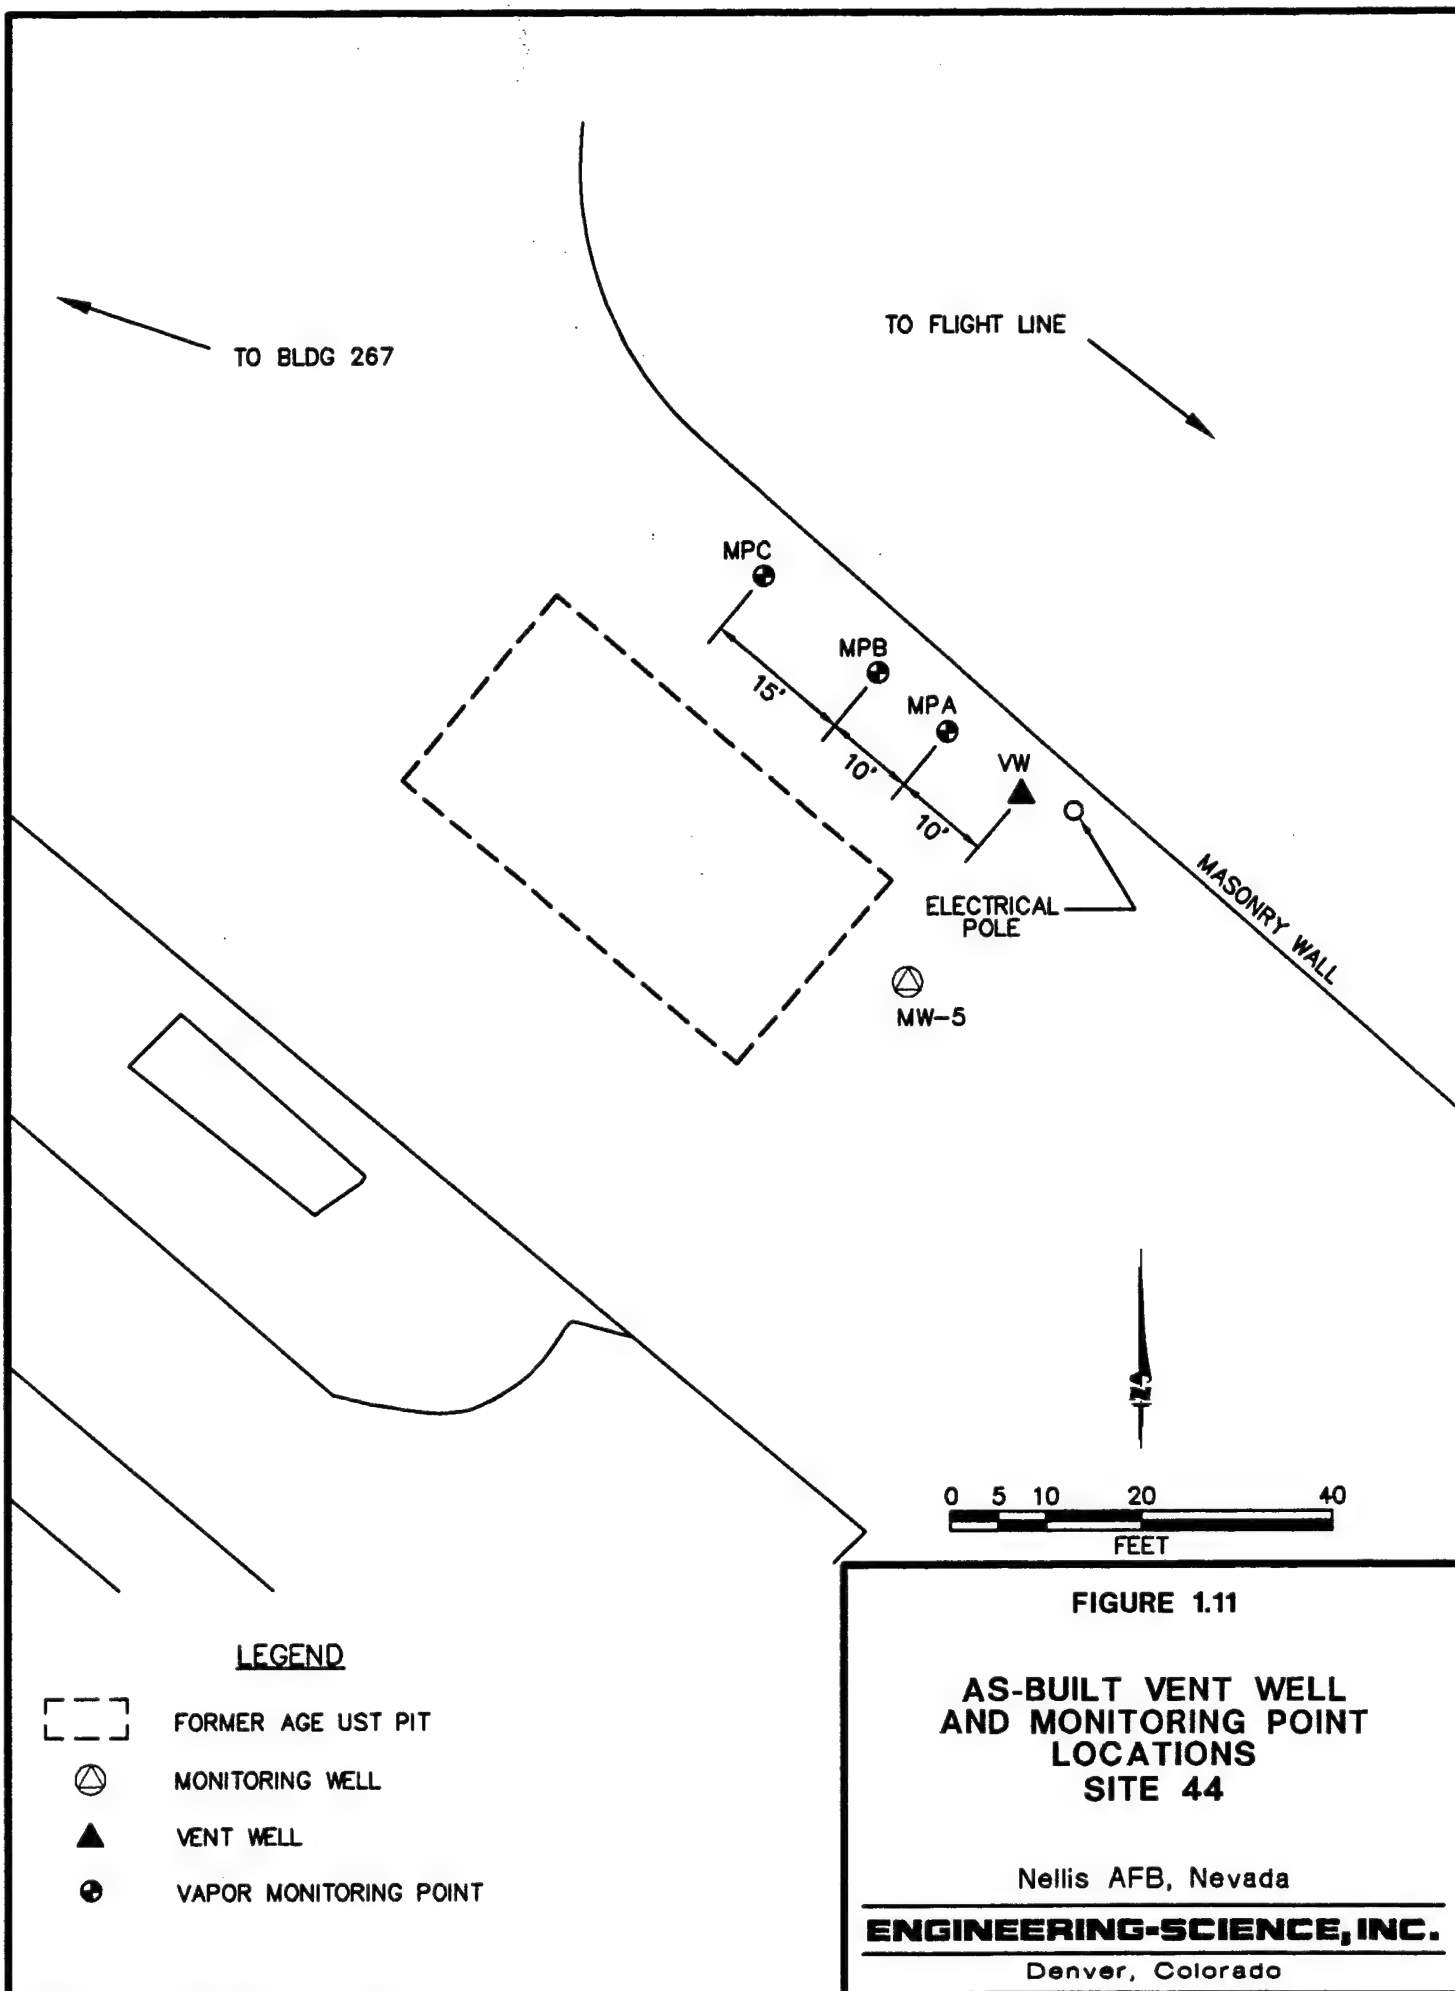 TO BLDG 267
TO FLIGHT LINE
MPC
MPB
MPA
VW
15'
10'
10'
ELECTRICAL
POLE
MASONRY WALL
MW-5
N
0 5 10 20 40
FEET
LEGEND
FORMER AGE UST PIT
MONITORING WELL
VENT WELL
VAPOR MONITORING POINT
FIGURE 1.11
AS-BUILT VENT WELL
AND MONITORING POINT
LOCATIONS
SITE 44
Nellis AFB, Nevada
ENGINEERING-SCIENCE, INC.
Denver, Colorado